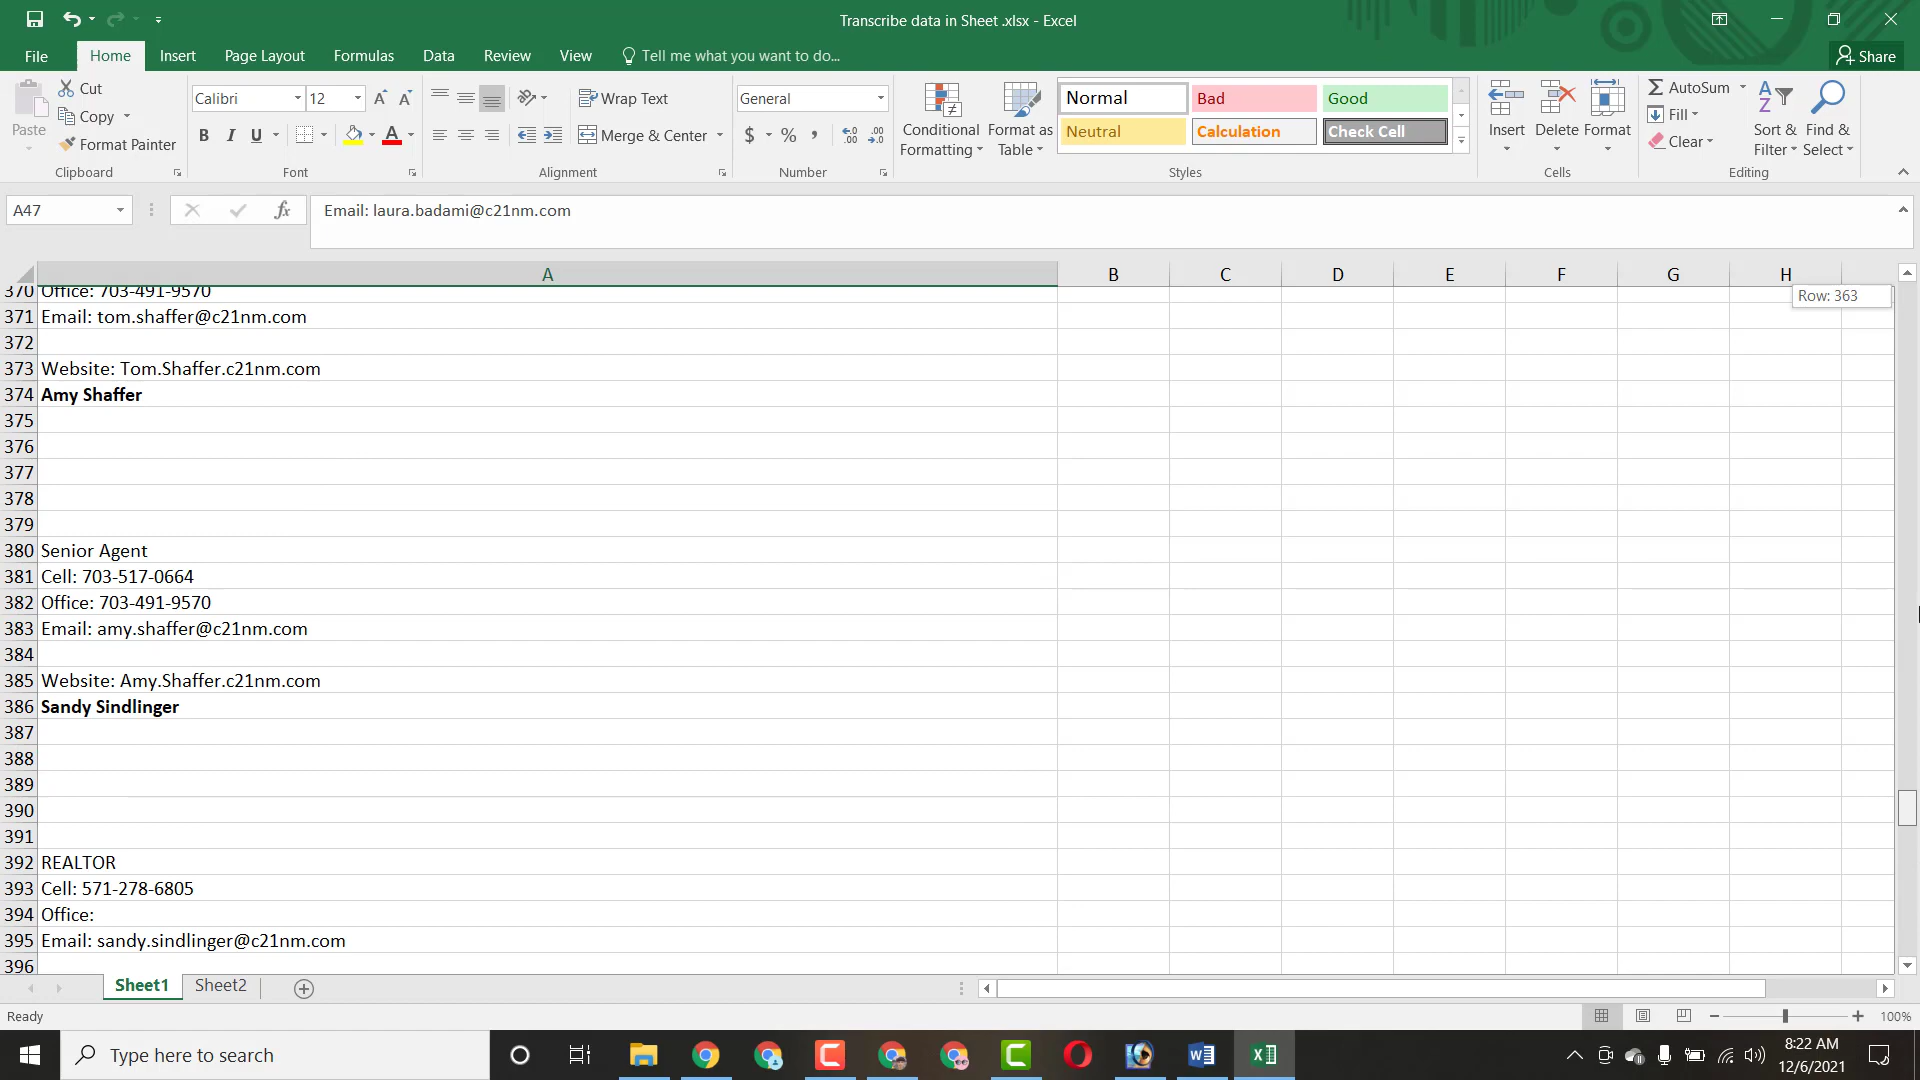 Transcribe data in Sheet .xlsx - Excel
File Home Insert Page Layout Formulas Data Review View Tell me what you want to do... Share
Paste
Cut
Copy
Format Painter
Clipboard
Calibri 12
B I U
Font
Wrap Text
Merge & Center
Alignment
General
$ % ,
Number
Conditional Formatting
Format as Table
Normal Bad Good
Neutral Calculation Check Cell
Styles
Insert Delete Format
Cells
AutoSum
Fill
Clear
Sort & Filter
Find & Select
Editing
A47 fx Email: laura.badami@c21nm.com
A B C D E F G H
Row: 363
370 Office: 703-491-9570
371 Email: tom.shaffer@c21nm.com
372
373 Website: Tom.Shaffer.c21nm.com
374 Amy Shaffer
375
376
377
378
379
380 Senior Agent
381 Cell: 703-517-0664
382 Office: 703-491-9570
383 Email: amy.shaffer@c21nm.com
384
385 Website: Amy.Shaffer.c21nm.com
386 Sandy Sindlinger
387
388
389
390
391
392 REALTOR
393 Cell: 571-278-6805
394 Office:
395 Email: sandy.sindlinger@c21nm.com
396
Sheet1 Sheet2
Ready 100%
Type here to search
8:22 AM
12/6/2021